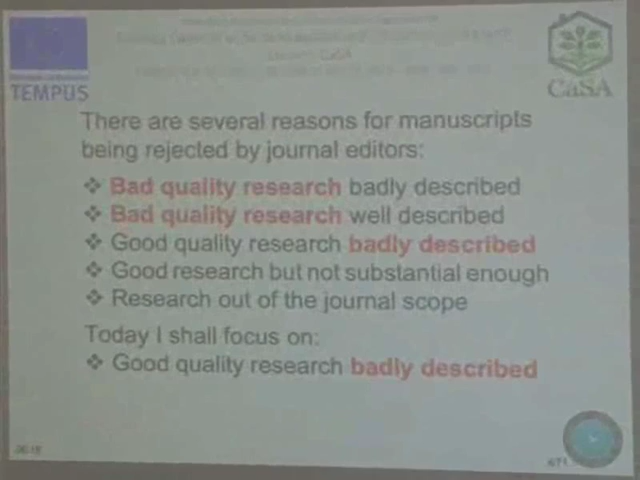 TEMPUS
CaSA
There are several reasons for manuscripts
being rejected by journal editors:
❖ Bad quality research badly described
❖ Bad quality research well described
❖ Good quality research badly described
❖ Good research but not substantial enough
❖ Research out of the journal scope
Today I shall focus on:
❖ Good quality research badly described